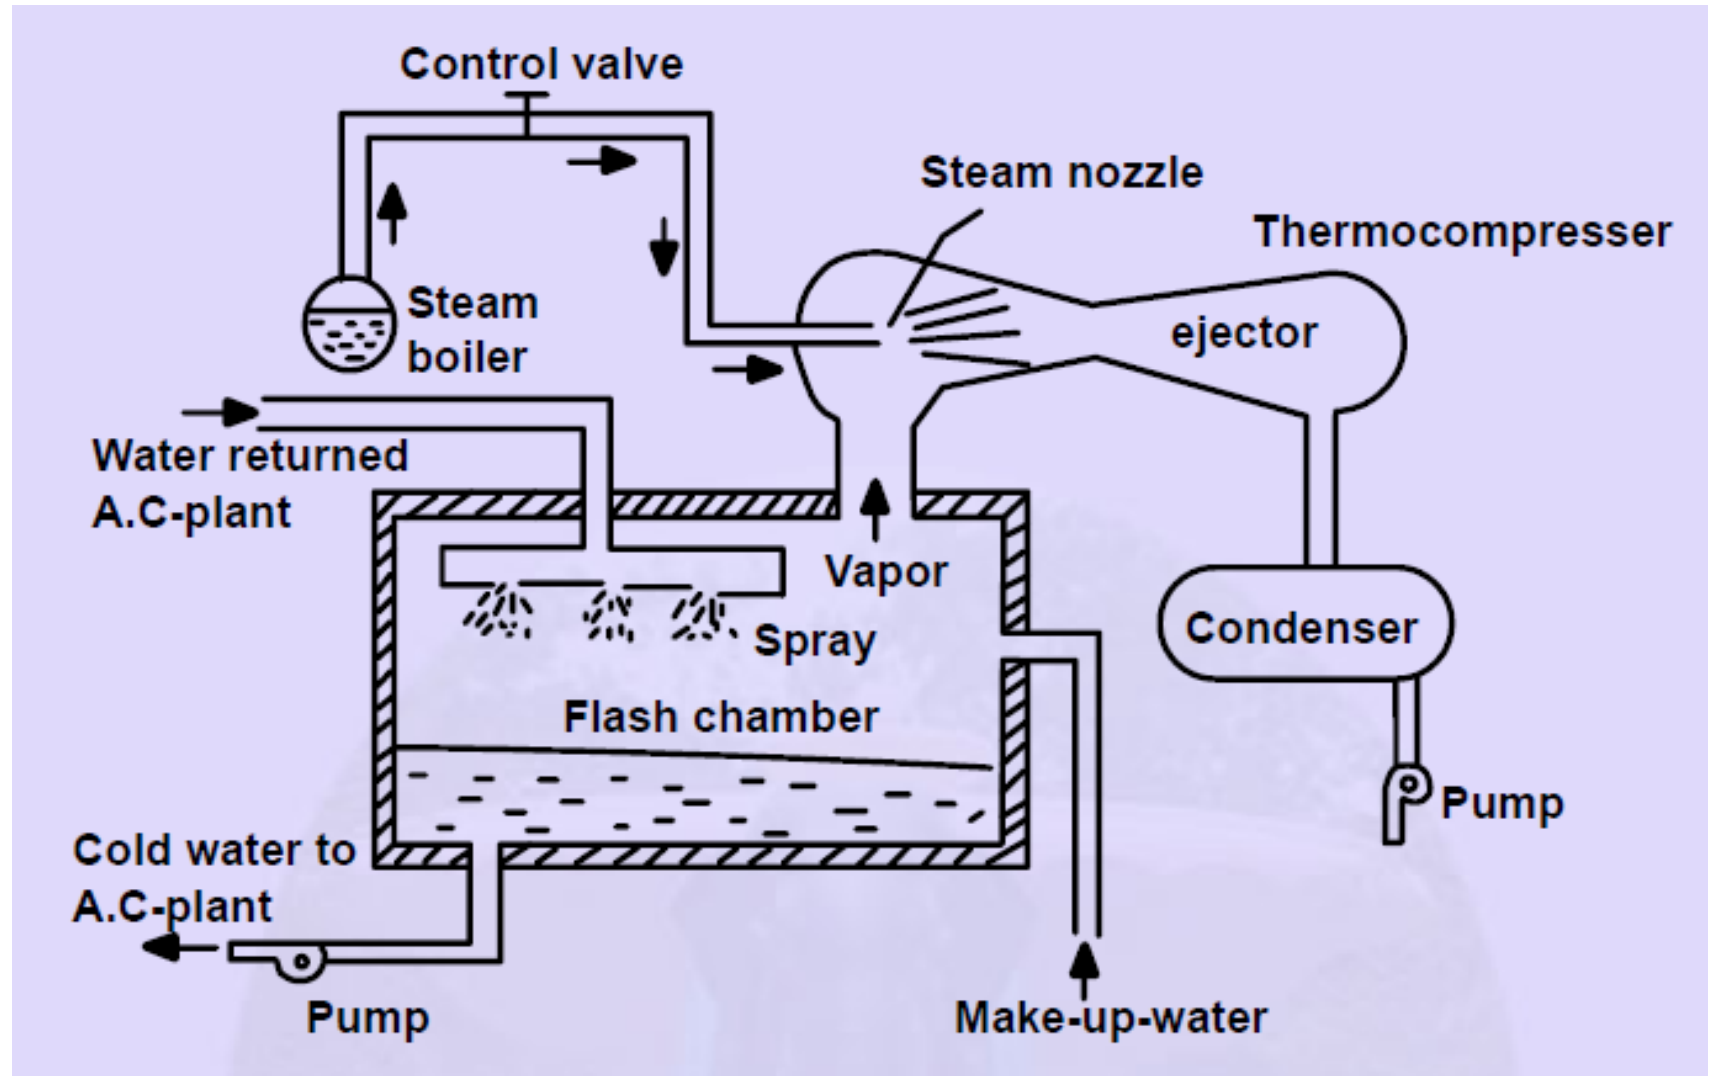 Control valve
Steam nozzle
Thermocompresser
Steam
boiler
ejector
Water returned
A.C-plant
Vapor
Spray
Condenser
Flash chamber
Pump
Cold water to
A.C-plant
Pump
Make-up-water